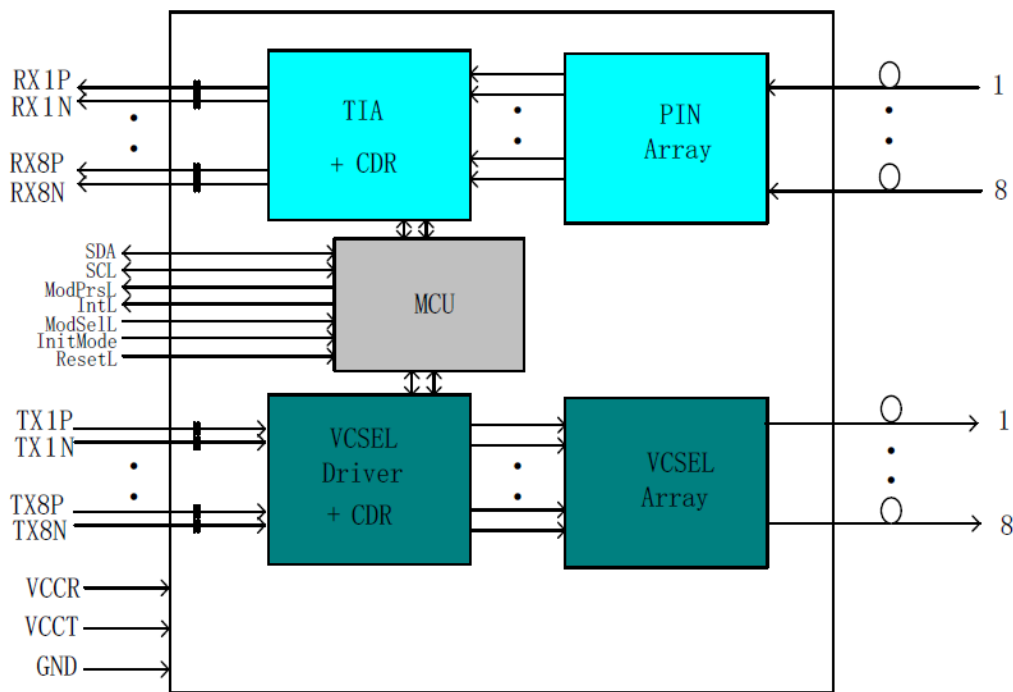 RX1P
RX1N
RX8P
RX8N
TIA
+ CDR
PIN
Array
1
8
SDA
SCL
ModPrsL
IntL
ModSelL
InitMode
ResetL
MCU
TX1P
TX1N
TX8P
TX8N
VCSEL
Driver
+ CDR
VCSEL
Array
1
8
VCCR
VCCT
GND